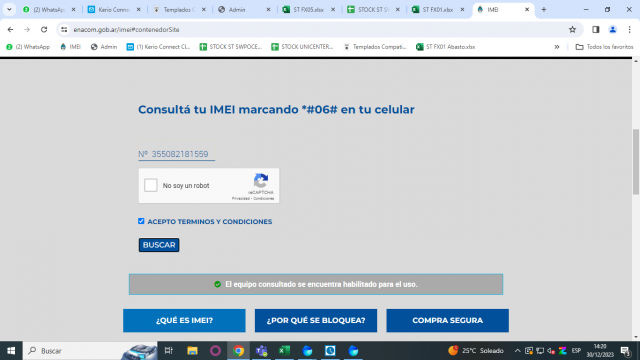 (2) WhatsApp
Kerio Connect
Templados
Admin
ST FX05.xlsx
STOCK ST
ST FX01.xlsx
IMEI
enacom.gob.ar/imei#contenedorSite
(2) WhatsApp
IMEI
Admin
(1) Kerio Connect Cl...
STOCK ST SWPOCE...
STOCK UNICENTER...
Templados Compati...
ST FX01 Abasto.xlsx
Todos los favoritos
Consultá tu IMEI marcando *#06# en tu celular
Nº 355082181559
No soy un robot
reCAPTCHA
Privacidad - Condiciones
ACEPTO TERMINOS Y CONDICIONES
BUSCAR
El equipo consultado se encuentra habilitado para el uso.
¿QUÉ ES IMEI?
¿POR QUÉ SE BLOQUEA?
COMPRA SEGURA
Buscar
25°C Soleado
ESP
14:20
30/12/2023